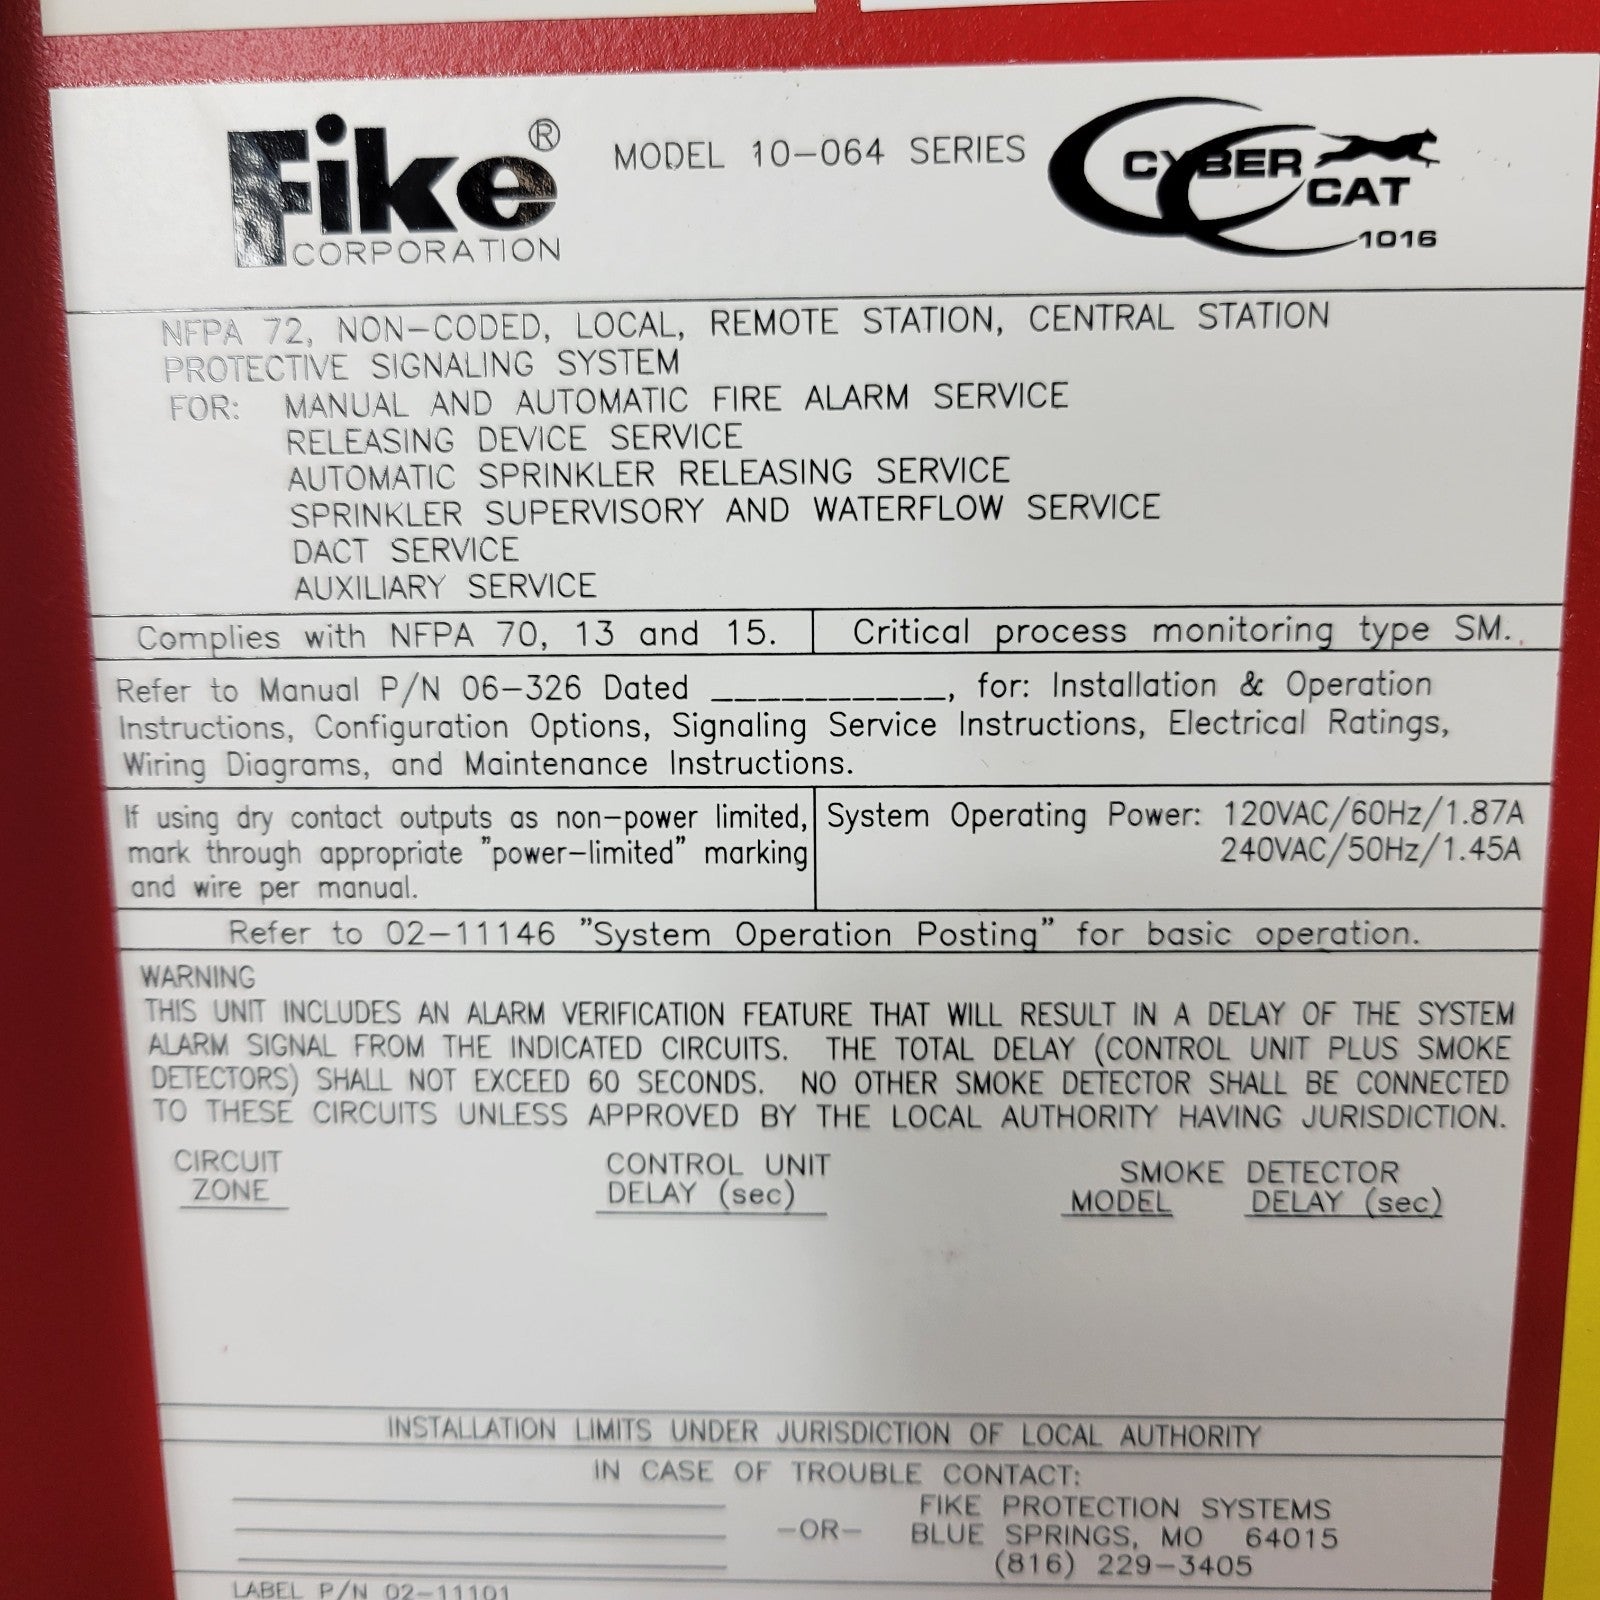 Fike® MODEL 10-064 SERIES CYBER CAT 1016
CORPORATION
NFPA 72, NON-CODED, LOCAL, REMOTE STATION, CENTRAL STATION
PROTECTIVE SIGNALING SYSTEM
FOR: MANUAL AND AUTOMATIC FIRE ALARM SERVICE
RELEASING DEVICE SERVICE
AUTOMATIC SPRINKLER RELEASING SERVICE
SPRINKLER SUPERVISORY AND WATERFLOW SERVICE
DACT SERVICE
AUXILIARY SERVICE
Complies with NFPA 70, 13 and 15. Critical process monitoring type SM.
Refer to Manual P/N 06-326 Dated __________, for: Installation & Operation
Instructions, Configuration Options, Signaling Service Instructions, Electrical Ratings,
Wiring Diagrams, and Maintenance Instructions.
If using dry contact outputs as non-power limited,
mark through appropriate "power-limited" marking
and wire per manual.
System Operating Power: 120VAC/60Hz/1.87A
240VAC/50Hz/1.45A
Refer to 02-11146 "System Operation Posting" for basic operation.
WARNING
THIS UNIT INCLUDES AN ALARM VERIFICATION FEATURE THAT WILL RESULT IN A DELAY OF THE SYSTEM
ALARM SIGNAL FROM THE INDICATED CIRCUITS. THE TOTAL DELAY (CONTROL UNIT PLUS SMOKE
DETECTORS) SHALL NOT EXCEED 60 SECONDS. NO OTHER SMOKE DETECTOR SHALL BE CONNECTED
TO THESE CIRCUITS UNLESS APPROVED BY THE LOCAL AUTHORITY HAVING JURISDICTION.
CIRCUIT CONTROL UNIT SMOKE DETECTOR
ZONE DELAY (sec) MODEL DELAY (sec)
INSTALLATION LIMITS UNDER JURISDICTION OF LOCAL AUTHORITY
IN CASE OF TROUBLE CONTACT:
FIKE PROTECTION SYSTEMS
-OR- BLUE SPRINGS, MO 64015
(816) 229-3405
LABEL P/N 02-11101